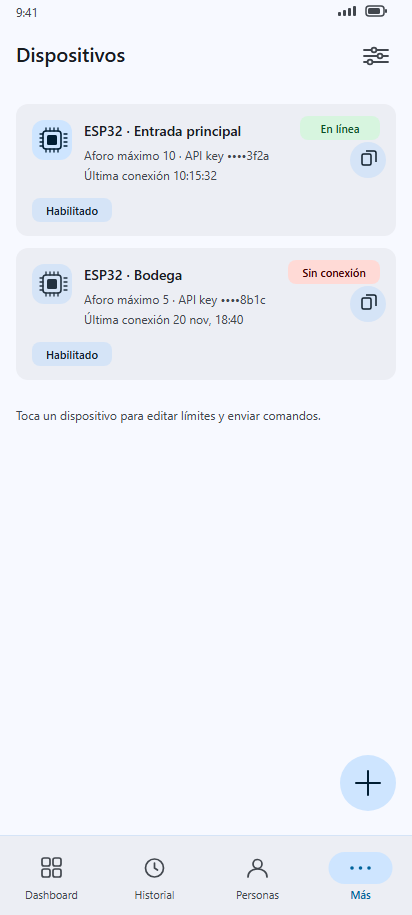 9:41
Dispositivos
ESP32 · Entrada principal
En línea
Aforo máximo 10 · API key ••••3f2a
Última conexión 10:15:32
Habilitado
ESP32 · Bodega
Sin conexión
Aforo máximo 5 · API key ••••8b1c
Última conexión 20 nov, 18:40
Habilitado
Toca un dispositivo para editar límites y enviar comandos.
Dashboard
Historial
Personas
Más